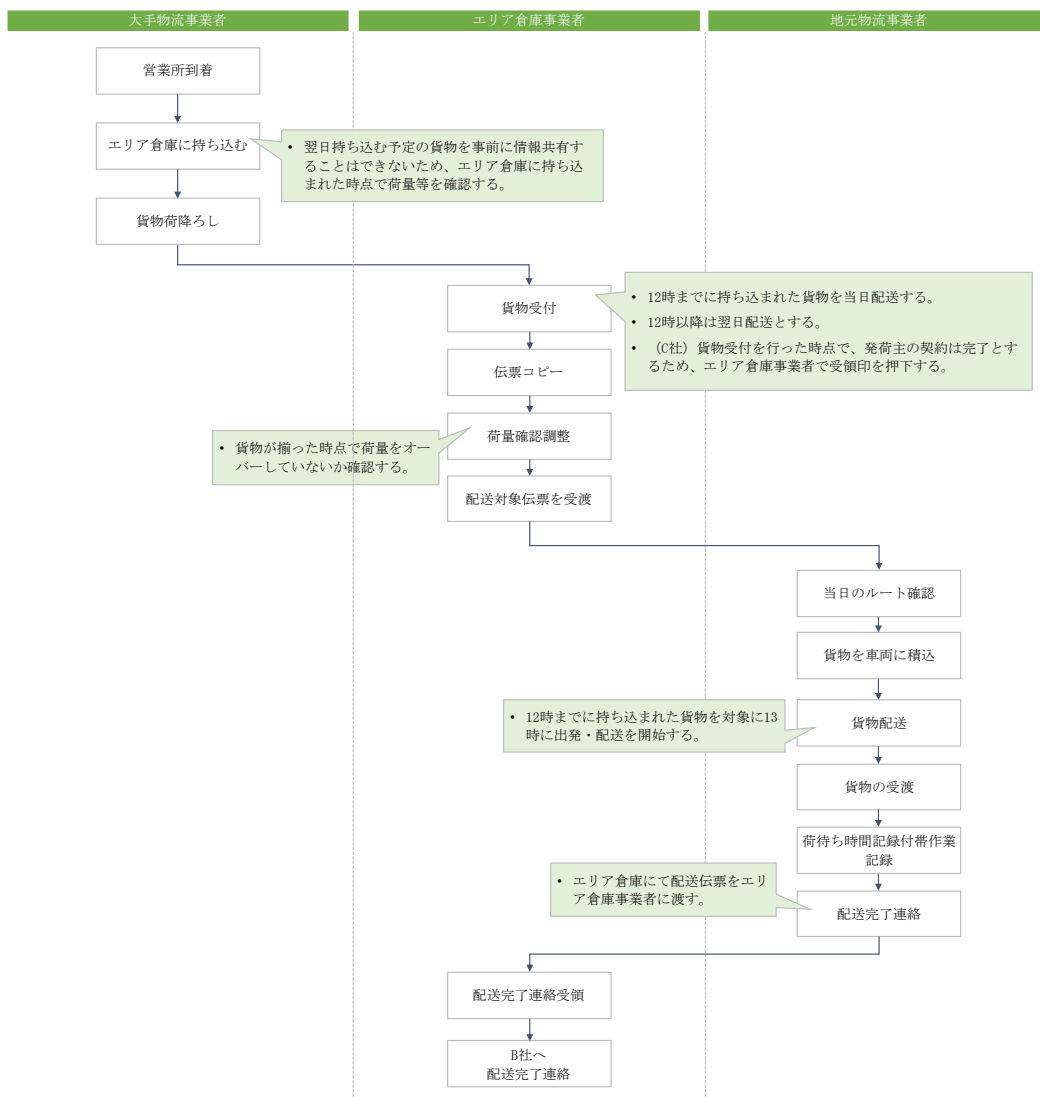 大手物流事業者
エリア倉庫事業者
地元物流事業者
営業所到着
エリア倉庫に持ち込む
• 翌日持ち込む予定の貨物を事前に情報共有す
ることはできないため、エリア倉庫に持ち込
まれた時点で荷量等を確認する。
貨物荷降ろし
貨物受付
• 12時までに持ち込まれた貨物を当日配送する。
• 12時以降は翌日配送とする。
• （C社）貨物受付を行った時点で、発荷主の契約は完了とす
るため、エリア倉庫事業者で受領印を押下する。
伝票コピー
荷量確認調整
• 貨物が揃った時点で荷量をオー
バーしていないか確認する。
配送対象伝票を受渡
当日のルート確認
貨物を車両に積込
• 12時までに持ち込まれた貨物を対象に13
時に出発・配送を開始する。
貨物配送
貨物の受渡
荷待ち時間記録付帯作業
記録
• エリア倉庫にて配送伝票をエリ
ア倉庫事業者に渡す。
配送完了連絡
配送完了連絡受領
B社へ
配送完了連絡